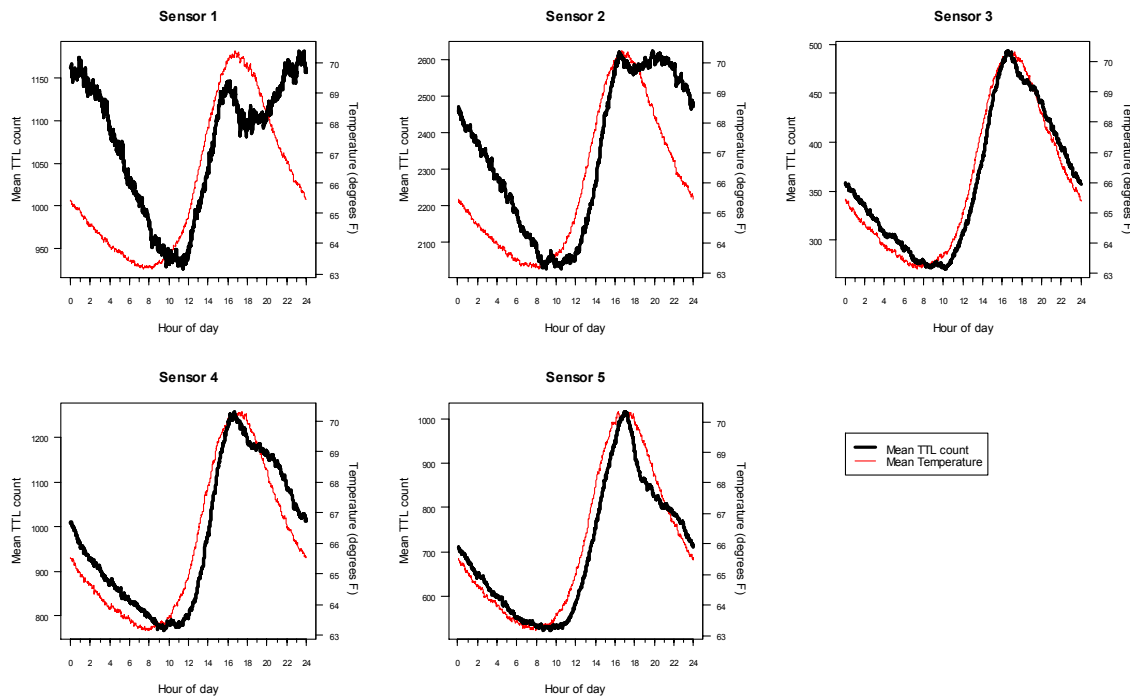 Sensor 1
Mean TTL count
950 1000 1050 1100 1150
63 64 65 66 67 68 69 70
Temperature (degrees F)
0 2 4 6 8 10 12 14 16 18 20 22 24
Hour of day
Sensor 2
Mean TTL count
2100 2200 2300 2400 2500 2600
63 64 65 66 67 68 69 70
Temperature (degrees F)
0 2 4 6 8 10 12 14 16 18 20 22 24
Hour of day
Sensor 3
Mean TTL count
300 350 400 450 500
63 64 65 66 67 68 69 70
Temperature (degrees F)
0 2 4 6 8 10 12 14 16 18 20 22 24
Hour of day
Sensor 4
Mean TTL count
800 900 1000 1100 1200
63 64 65 66 67 68 69 70
Temperature (degrees F)
0 2 4 6 8 10 12 14 16 18 20 22 24
Hour of day
Sensor 5
Mean TTL count
600 700 800 900 1000
63 64 65 66 67 68 69 70
Temperature (degrees F)
0 2 4 6 8 10 12 14 16 18 20 22 24
Hour of day
Mean TTL count
Mean Temperature